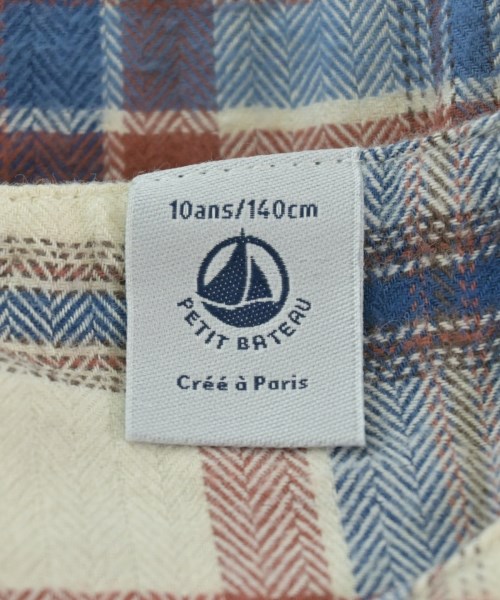 10ans/140cm
PETIT BATEAU
Créé à Paris